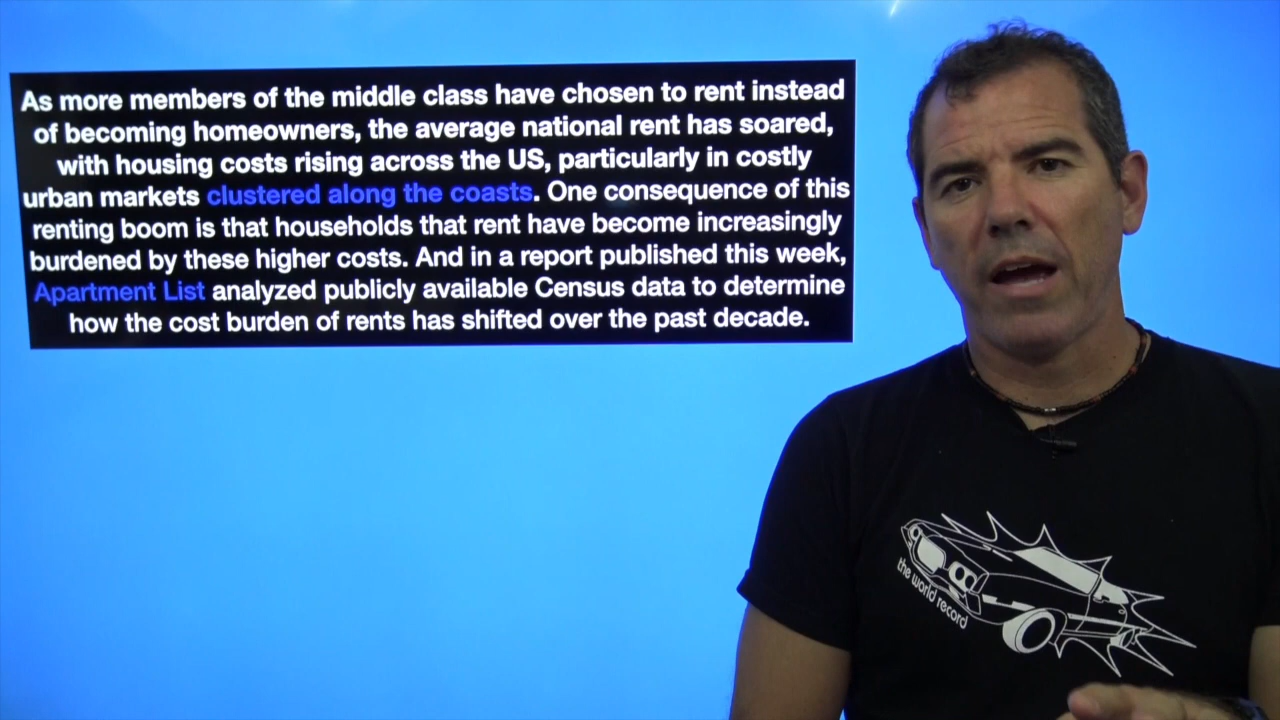 As more members of the middle class have chosen to rent instead
of becoming homeowners, the average national rent has soared,
with housing costs rising across the US, particularly in costly
urban markets clustered along the coasts. One consequence of this
renting boom is that households that rent have become increasingly
burdened by these higher costs. And in a report published this week,
Apartment List analyzed publicly available Census data to determine
how the cost burden of rents has shifted over the past decade.
the world record